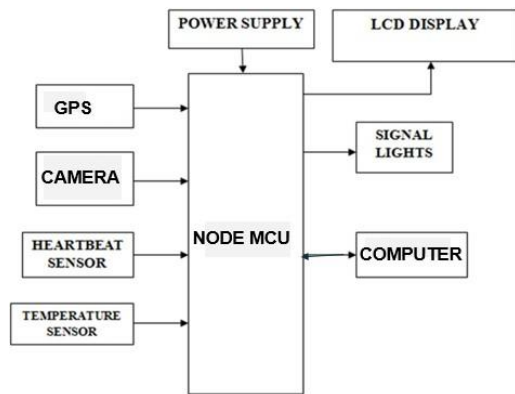 POWER SUPPLY
LCD DISPLAY
GPS
SIGNAL
LIGHTS
CAMERA
NODE MCU
HEARTBEAT
SENSOR
COMPUTER
TEMPERATURE
SENSOR